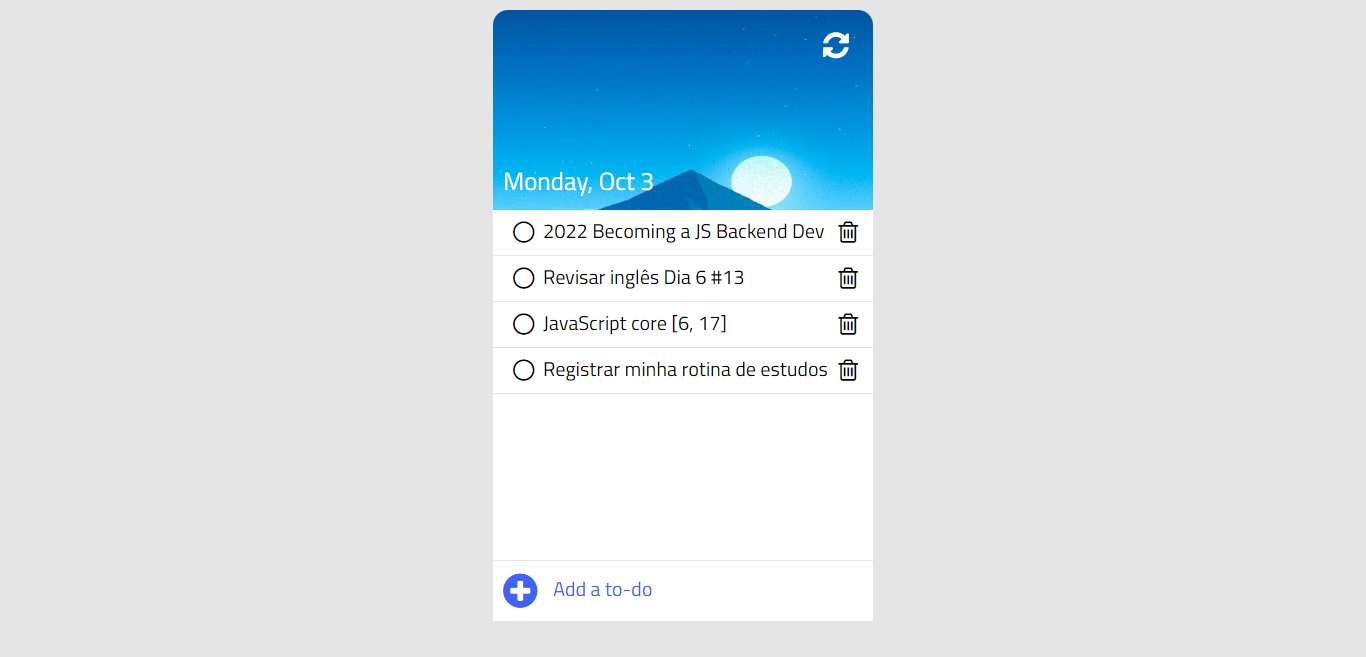 Monday, Oct 3
2022 Becoming a JS Backend Dev
Revisar inglês Dia 6 #13
JavaScript core [6, 17]
Registrar minha rotina de estudos
Add a to-do